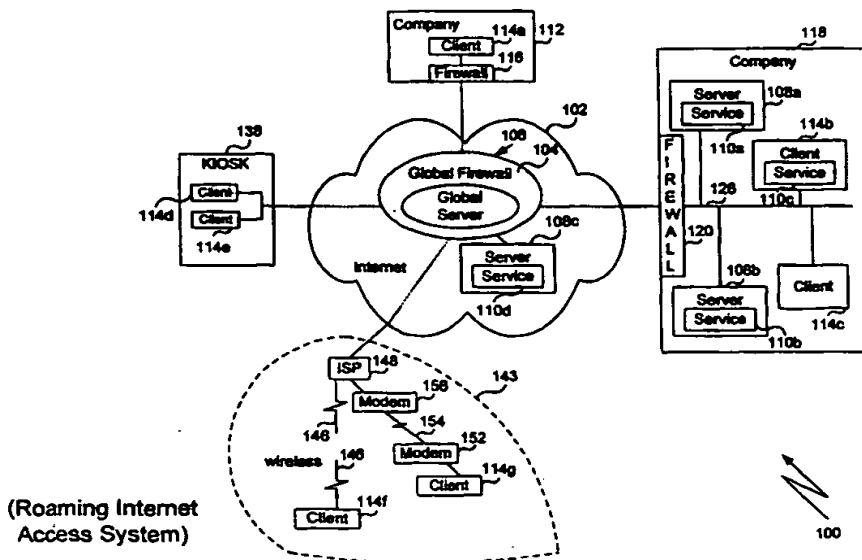 Company
Client
114a
112
Firewall
116
118
Company
Server
Service
108a
110a
114b
Client
Service
110c
126
FIREWALL
120
108b
Server
Service
110b
Client
114c
102
106
104
Global Firewall
Global
Server
108c
Server
Service
110d
Internet
138
KIOSK
Client
114d
Client
114e
ISP
148
143
Modem
156
154
146
Modem
152
wireless
146
Client
114g
Client
114f
(Roaming Internet
Access System)
100